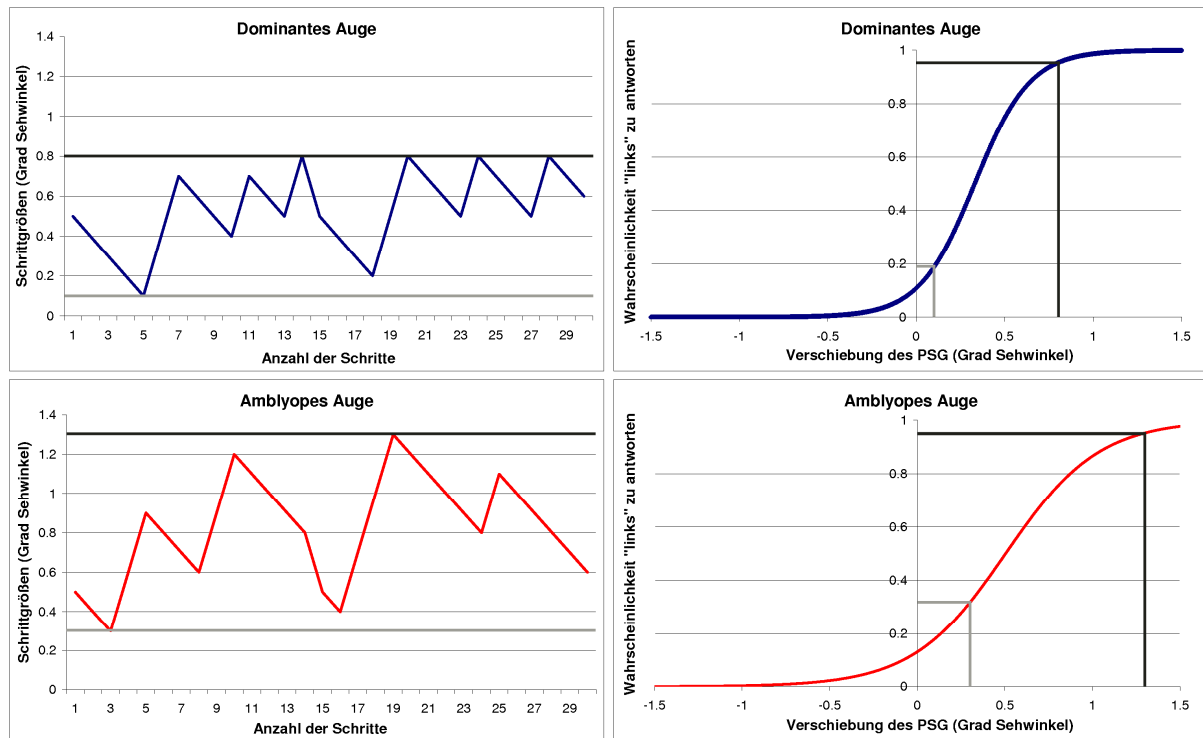 Dominantes Auge
Schrittgrößen (Grad Sehwinkel)
1.4
1.2
1
0.8
0.6
0.4
0.2
0
1 3 5 7 9 11 13 15 17 19 21 23 25 27 29
Anzahl der Schritte
Dominantes Auge
Wahrscheinlichkeit "links" zu antworten
1
0.8
0.6
0.4
0.2
0
-1.5 -1 -0.5 0 0.5 1 1.5
Verschiebung des PSG (Grad Sehwinkel)
Amblyopes Auge
Schrittgrößen (Grad Sehwinkel)
1.4
1.2
1
0.8
0.6
0.4
0.2
0
1 3 5 7 9 11 13 15 17 19 21 23 25 27 29
Anzahl der Schritte
Amblyopes Auge
Wahrscheinlichkeit "links" zu antworten
1
0.8
0.6
0.4
0.2
0
-1.5 -1 -0.5 0 0.5 1 1.5
Verschiebung des PSG (Grad Sehwinkel)